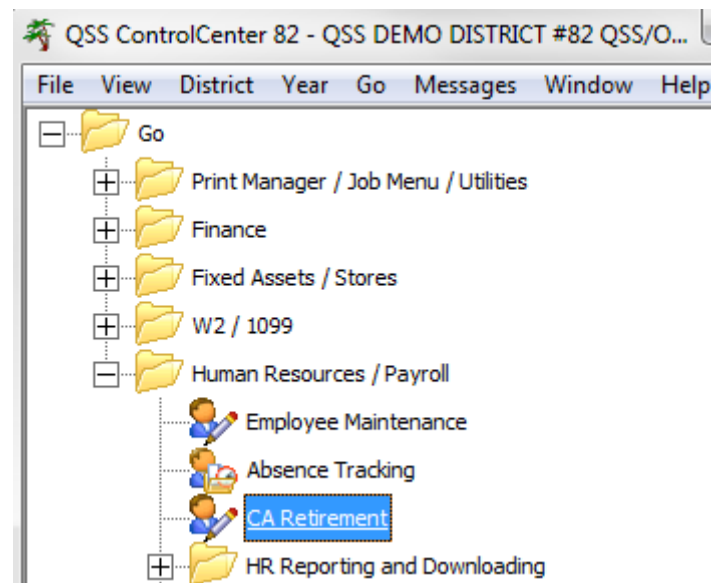 QSS ControlCenter 82 - QSS DEMO DISTRICT #82 QSS/O...
File View District Year Go Messages Window Help
Go
Print Manager / Job Menu / Utilities
Finance
Fixed Assets / Stores
W2 / 1099
Human Resources / Payroll
Employee Maintenance
Absence Tracking
CA Retirement
HR Reporting and Downloading